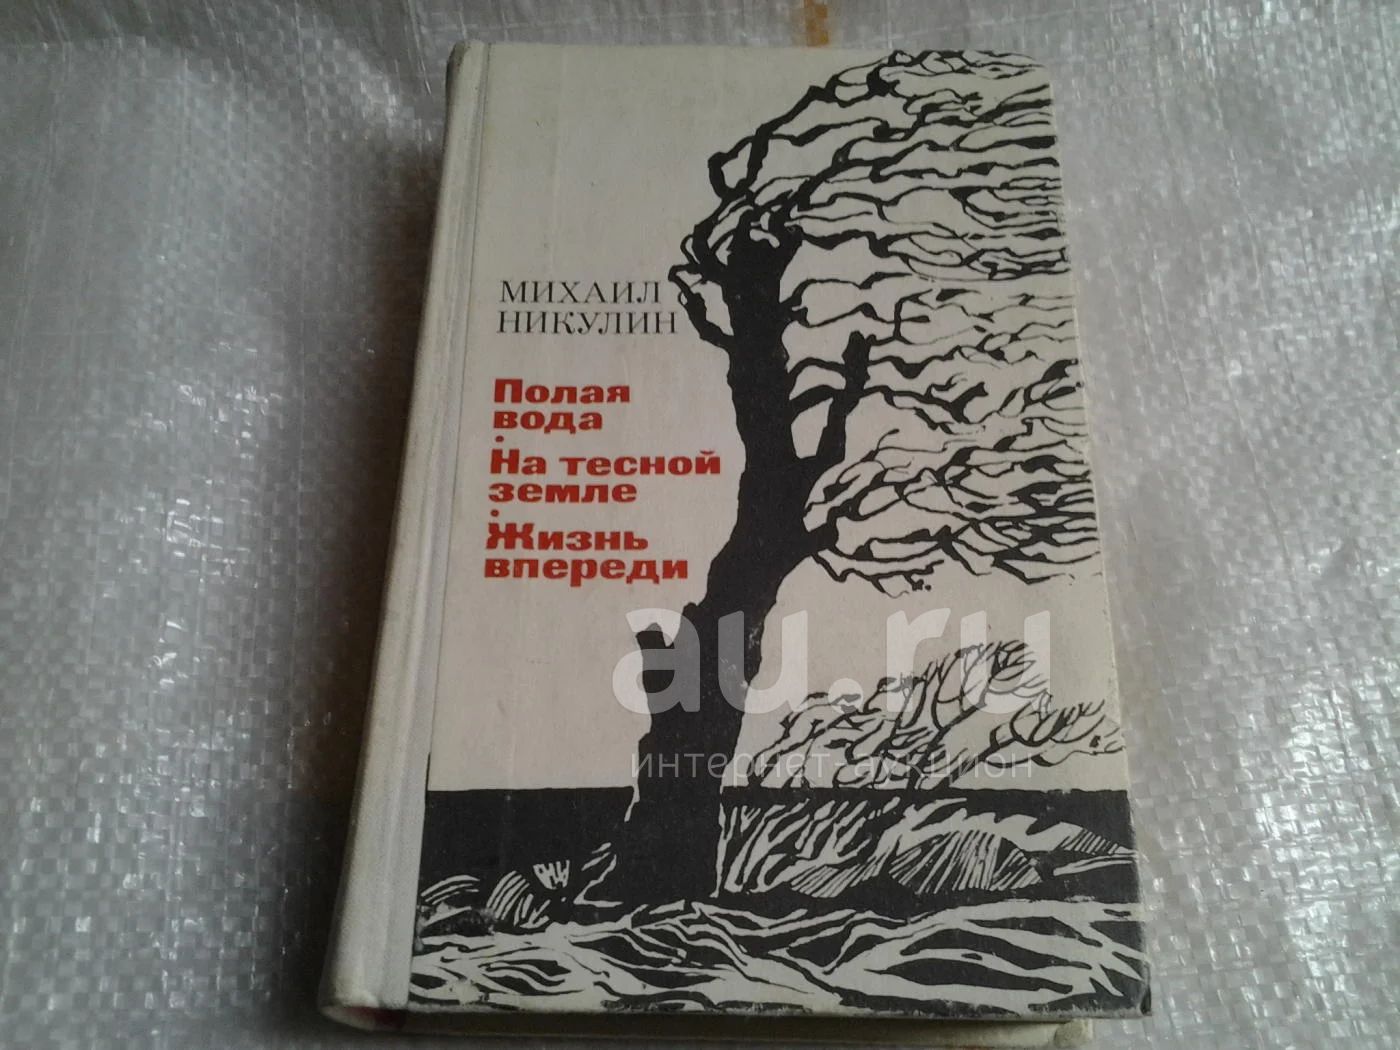 МИХАИЛ
НИКУЛИН
Полая
вода
На тесной
земле
Жизнь
впереди
au.ru
интернет-аукцион